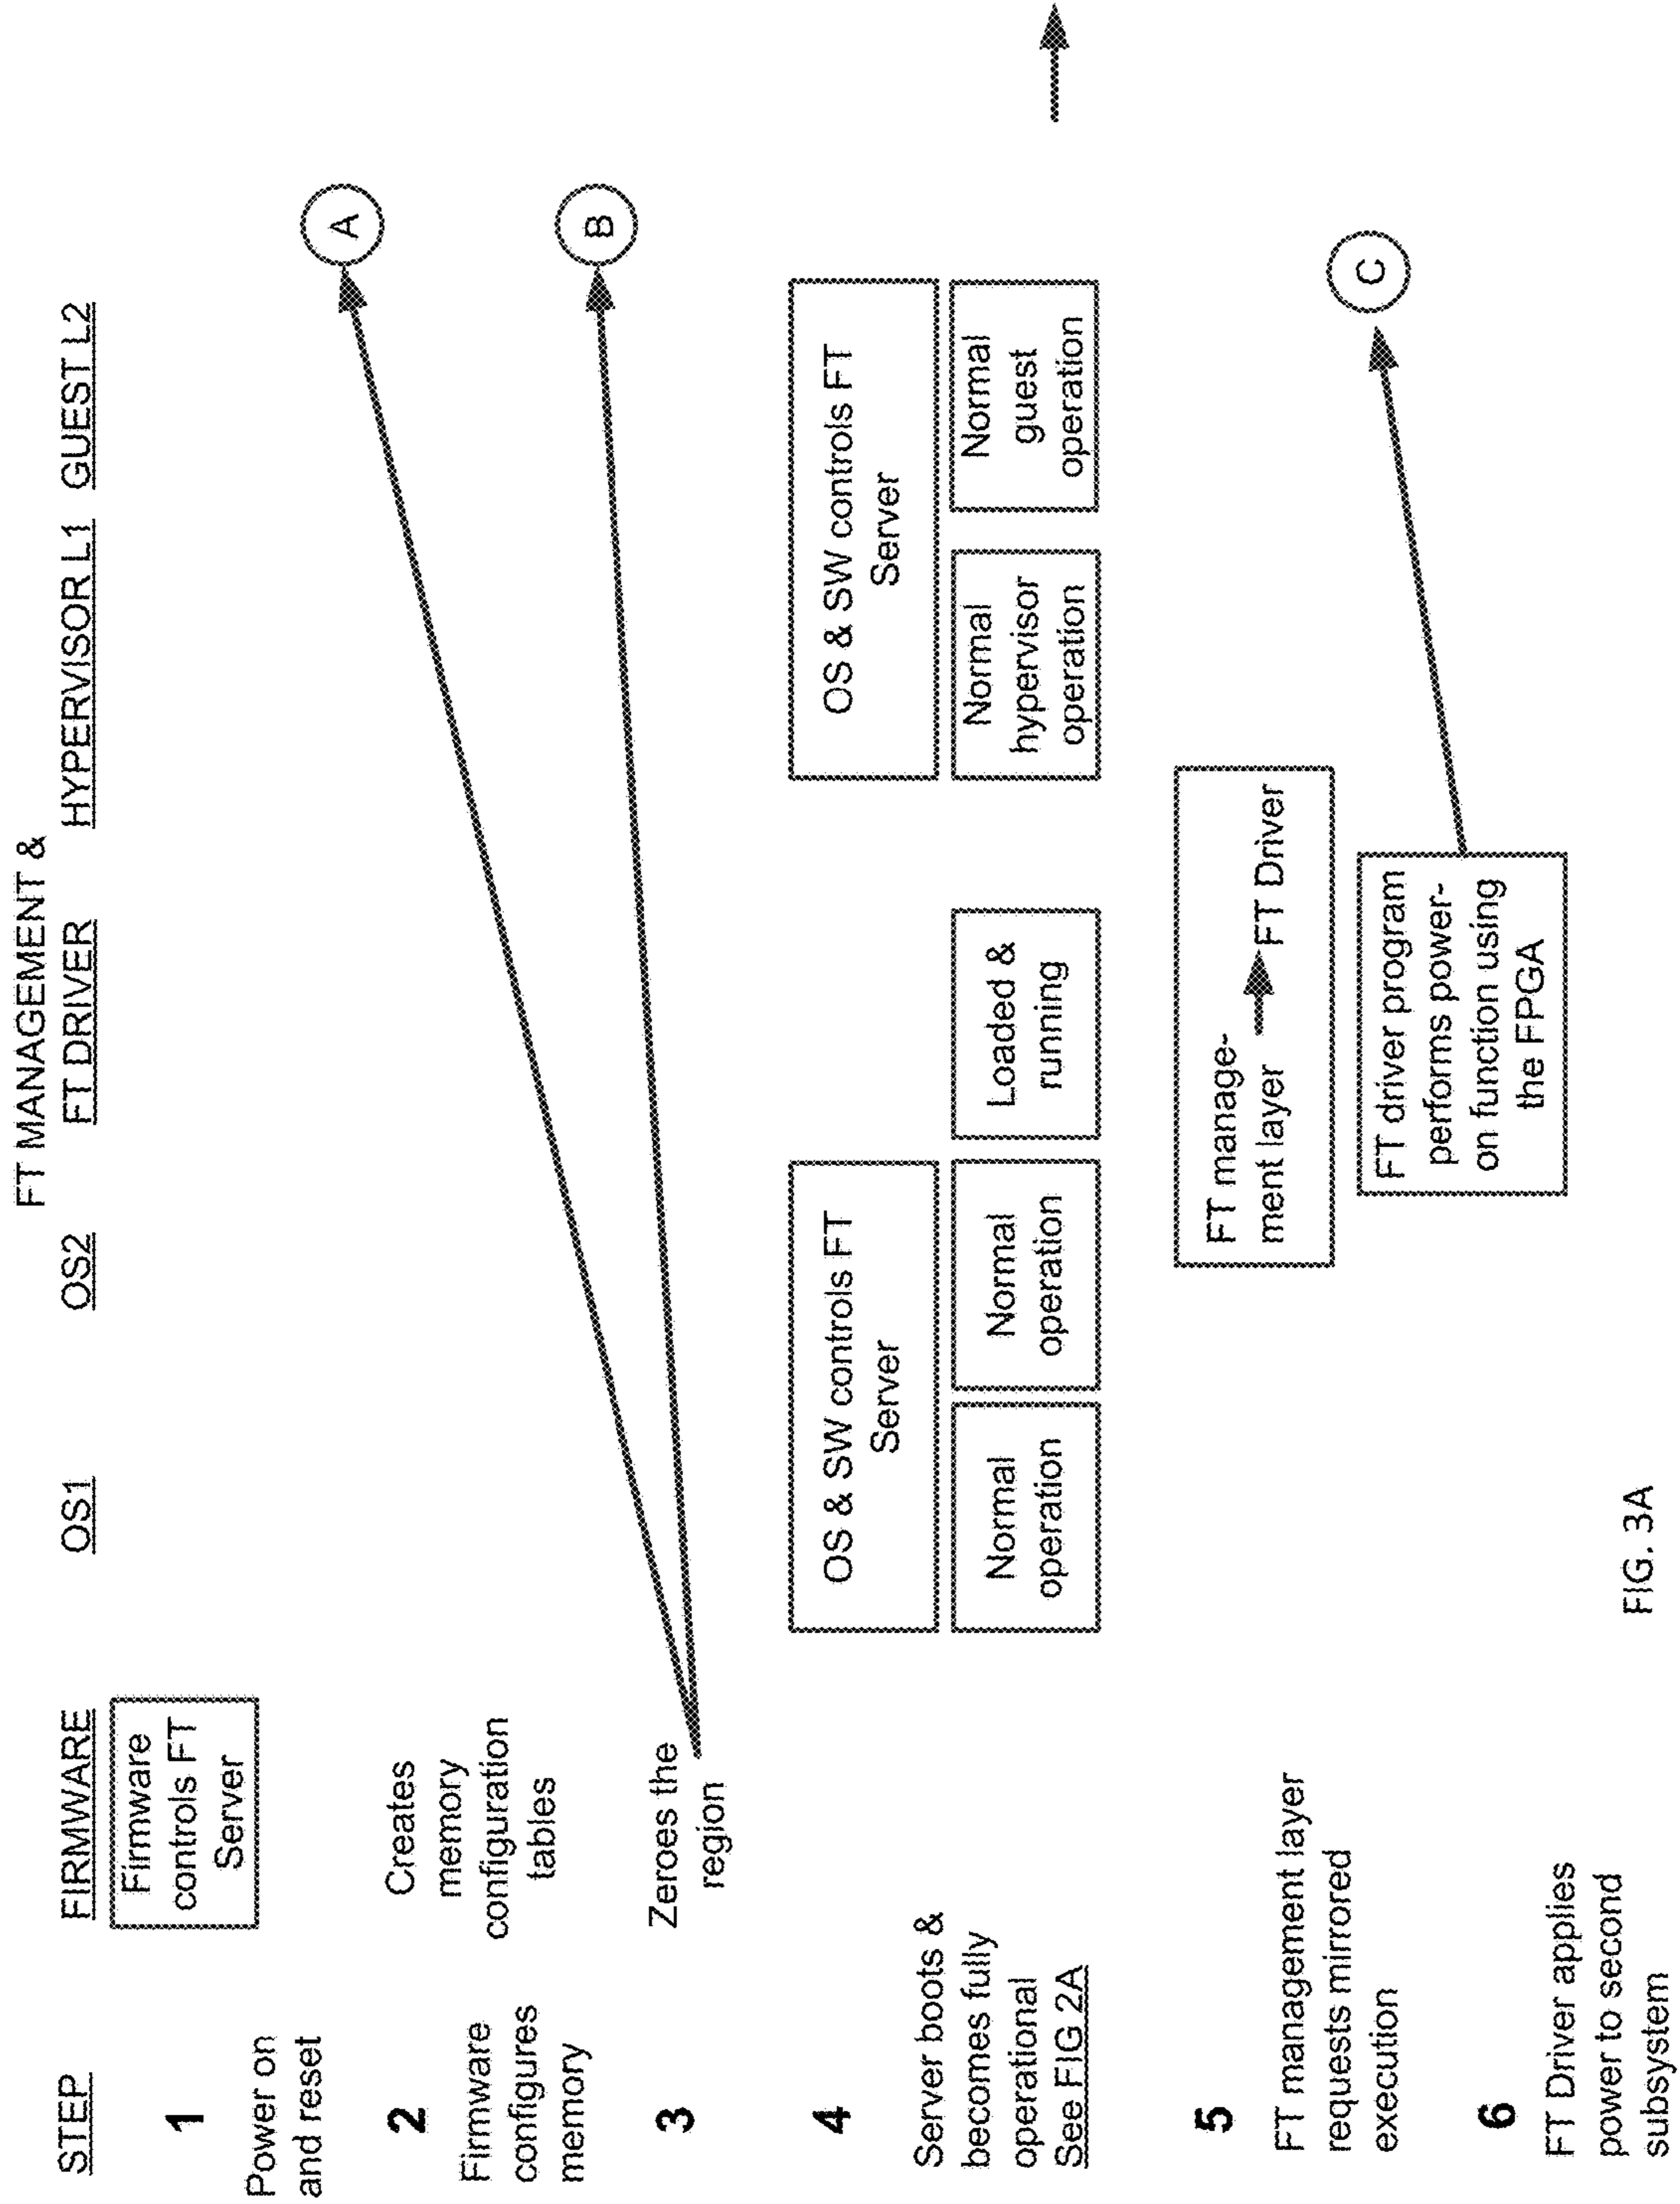 FT MANAGEMENT &
STEP
FIRMWARE
OS1
OS2
FT DRIVER
HYPERVISOR L1
GUEST L2
1
Power on
and reset
Firmware
controls FT
Server
A
2
Firmware
configures
memory
Creates
memory
configuration
tables
3
Zeroes the
region
B
4
Server boots &
becomes fully
operational
See FIG 2A
OS & SW controls FT
Server
Normal
operation
Normal
operation
Loaded &
running
OS & SW controls FT
Server
Normal
hypervisor
operation
Normal
guest
operation
5
FT management layer
requests mirrored
execution
FT manage-
ment layer
FT Driver
6
FT Driver applies
power to second
subsystem
FT driver program
performs power-
on function using
the FPGA
C
FIG. 3A